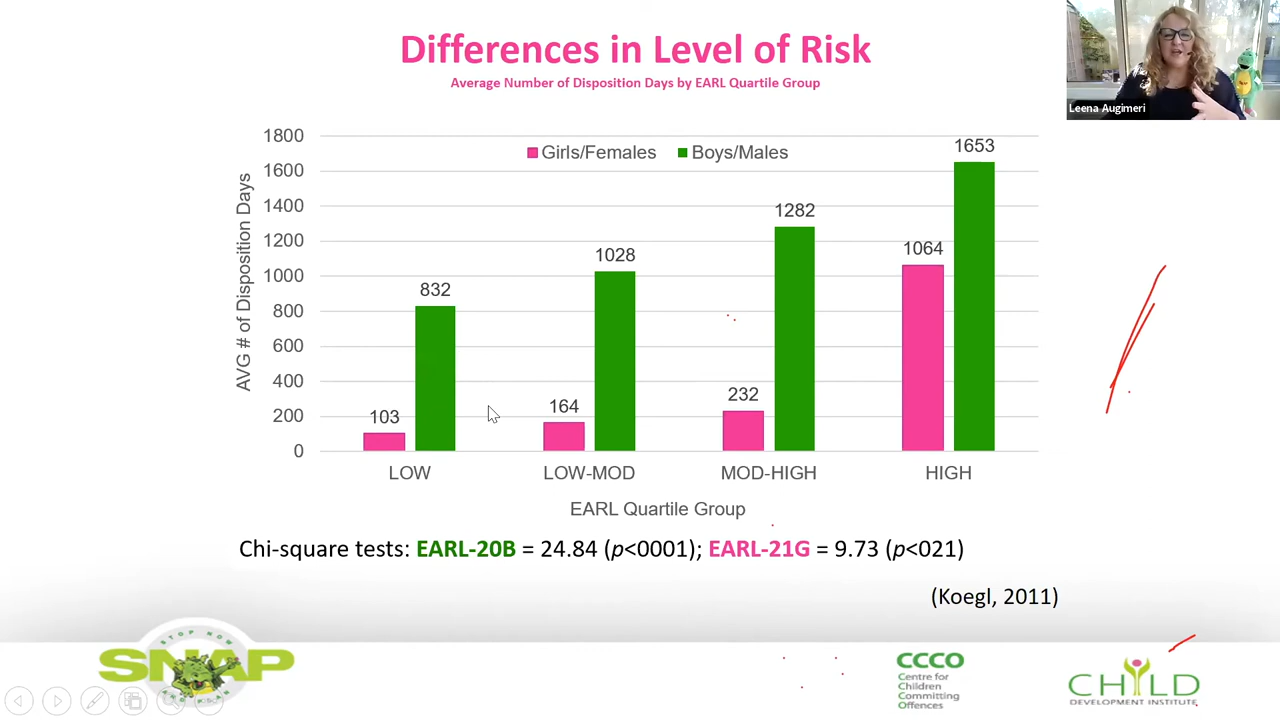 Differences in Level of Risk
Average Number of Disposition Days by EARL Quartile Group
Leena Augimeri
Girls/Females Boys/Males
AVG # of Disposition Days
1800
1600
1400
1200
1000
800
600
400
200
0
103
832
164
1028
232
1282
1064
1653
LOW LOW-MOD MOD-HIGH HIGH
EARL Quartile Group
Chi-square tests: EARL-20B = 24.84 (p<0001); EARL-21G = 9.73 (p<021)
(Koegl, 2011)
STOP NOW
SNAP
CCCO
Centre for
Children
Committing
Offences
CHILD
DEVELOPMENT INSTITUTE